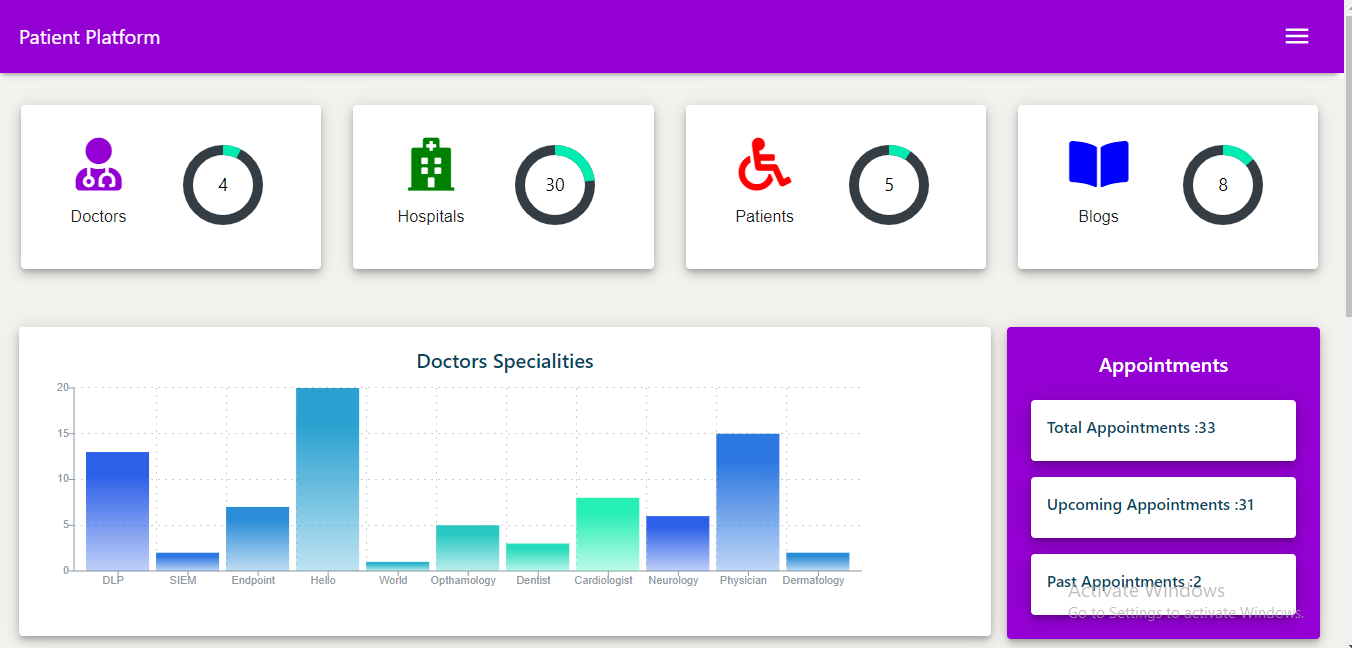 Patient Platform
4
Doctors
30
Hospitals
5
Patients
8
Blogs
Doctors Specialities
20
15
10
5
0
DLP SIEM Endpoint Hello World Opthamology Dentist Cardiologist Neurology Physician Dermatology
Appointments
Total Appointments :33
Upcoming Appointments :31
Past Appointments :2
Activate Windows
Go to Settings to activate Windows.